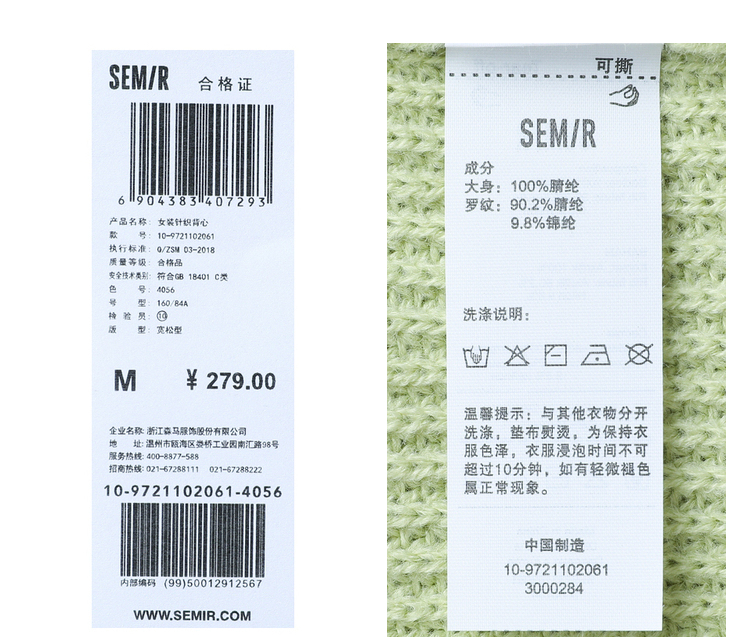 SEM/R 合格证
6 904383 407293
产品名称: 女装针织背心
款 号: 10-9721102061
执行标准: Q/ZSM 03-2018
质量等级: 合格品
安全技术类别: 符合GB 18401 C类
色 号: 4056
号 型: 160/84A
检 验 员: 10
版 型: 宽松型
M ¥ 279.00
企业名称: 浙江森马服饰股份有限公司
地 址: 温州市瓯海区娄桥工业园南汇路98号
服务热线: 400-8877-588
招商热线: 021-67288111 021-67288222
10-9721102061-4056
内部编码 (99)50012912567
WWW.SEMIR.COM
可撕
SEM/R
成分
大身: 100%腈纶
罗纹: 90.2%腈纶
9.8%锦纶
洗涤说明:
温馨提示: 与其他衣物分开
洗涤, 垫布熨烫, 为保持衣
服色泽, 衣服浸泡时间不可
超过10分钟, 如有轻微褪色
属正常现象。
中国制造
10-9721102061
3000284